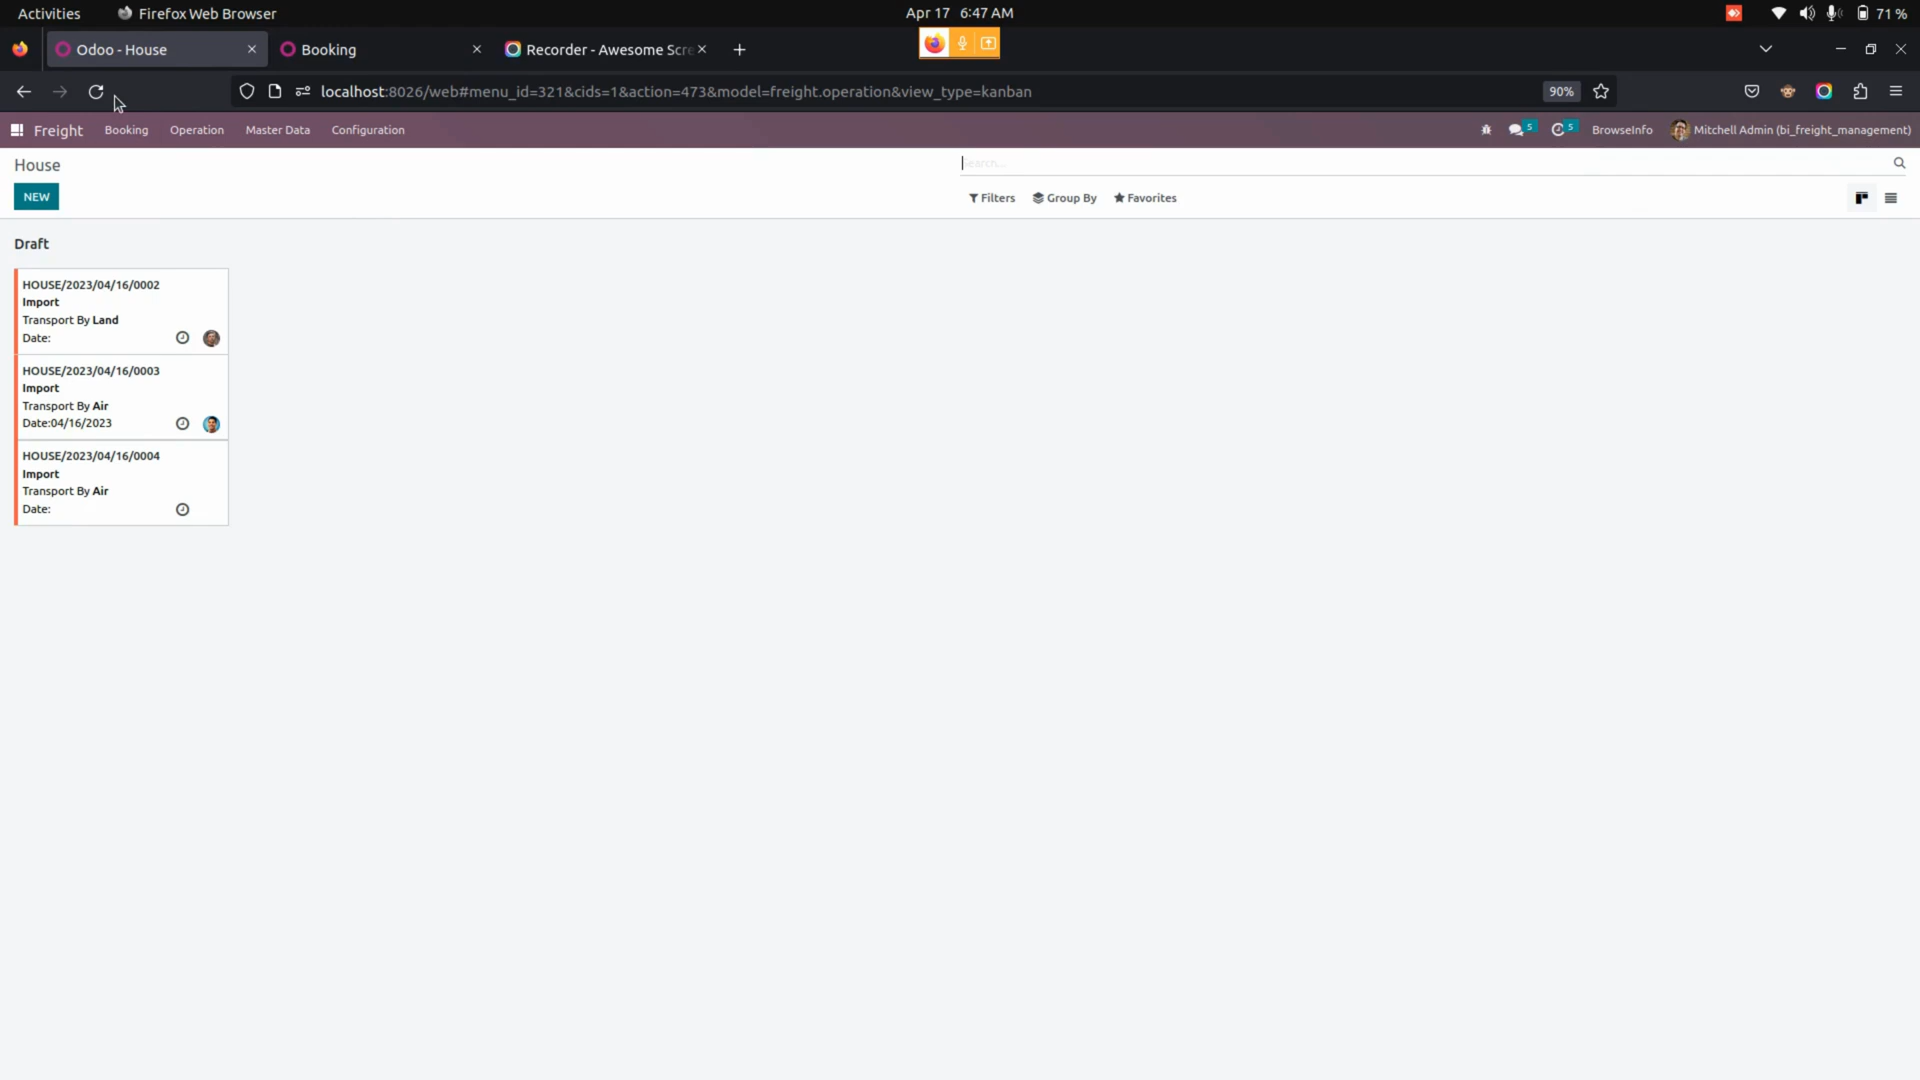 Activities Firefox Web Browser Apr 17 6:47 AM 71 %
Odoo - House Booking Recorder - Awesome Scre
localhost:8026/web#menu_id=321&cids=1&action=473&model=freight.operation&view_type=kanban 90%
Freight Booking Operation Master Data Configuration 5 5 BrowseInfo Mitchell Admin (bi_freight_management)
House Search...
NEW Filters Group By Favorites
Draft
HOUSE/2023/04/16/0002
Import
Transport By Land
Date:
HOUSE/2023/04/16/0003
Import
Transport By Air
Date:04/16/2023
HOUSE/2023/04/16/0004
Import
Transport By Air
Date: